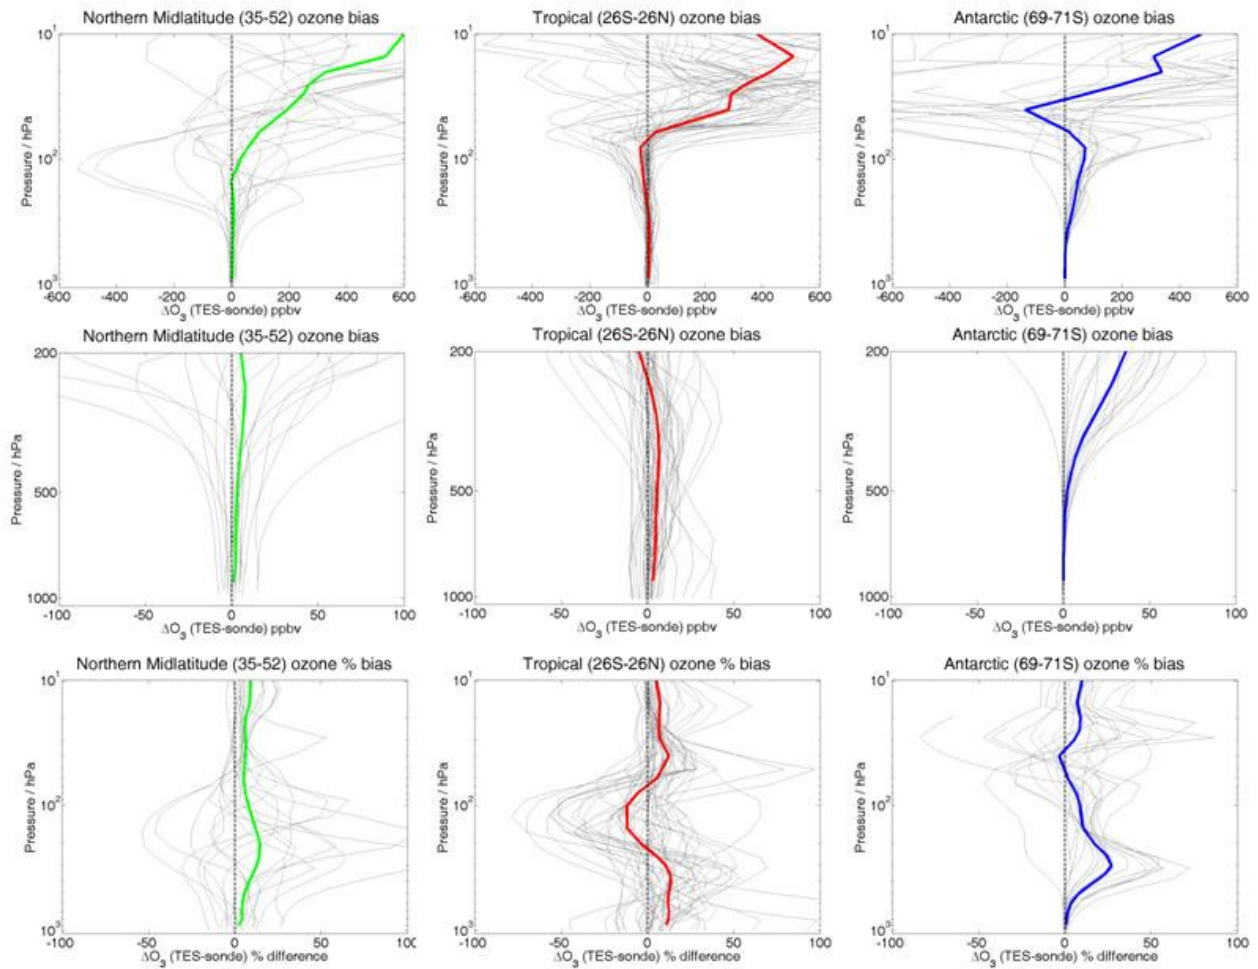 Northern Midlatitude (35-52) ozone bias
10¹
10²
10³
Pressure / hPa
-600 -400 -200 0 200 400 600
ΔO₃ (TES-sonde) ppbv
Tropical (26S-26N) ozone bias
10¹
10²
10³
Pressure / hPa
-600 -400 -200 0 200 400 600
ΔO₃ (TES-sonde) ppbv
Antarctic (69-71S) ozone bias
10¹
10²
10³
Pressure / hPa
-600 -400 -200 0 200 400 600
ΔO₃ (TES-sonde) ppbv
Northern Midlatitude (35-52) ozone bias
200
500
1000
Pressure / hPa
-100 -50 0 50 100
ΔO₃ (TES-sonde) ppbv
Tropical (26S-26N) ozone bias
200
500
1000
Pressure / hPa
-100 -50 0 50 100
ΔO₃ (TES-sonde) ppbv
Antarctic (69-71S) ozone bias
200
500
1000
Pressure / hPa
-100 -50 0 50 100
ΔO₃ (TES-sonde) ppbv
Northern Midlatitude (35-52) ozone % bias
10¹
10²
10³
Pressure / hPa
-100 -50 0 50 100
ΔO₃ (TES-sonde) % difference
Tropical (26S-26N) ozone % bias
10¹
10²
10³
Pressure / hPa
-100 -50 0 50 100
ΔO₃ (TES-sonde) % difference
Antarctic (69-71S) ozone % bias
10¹
10²
10³
Pressure / hPa
-100 -50 0 50 100
ΔO₃ (TES-sonde) % difference